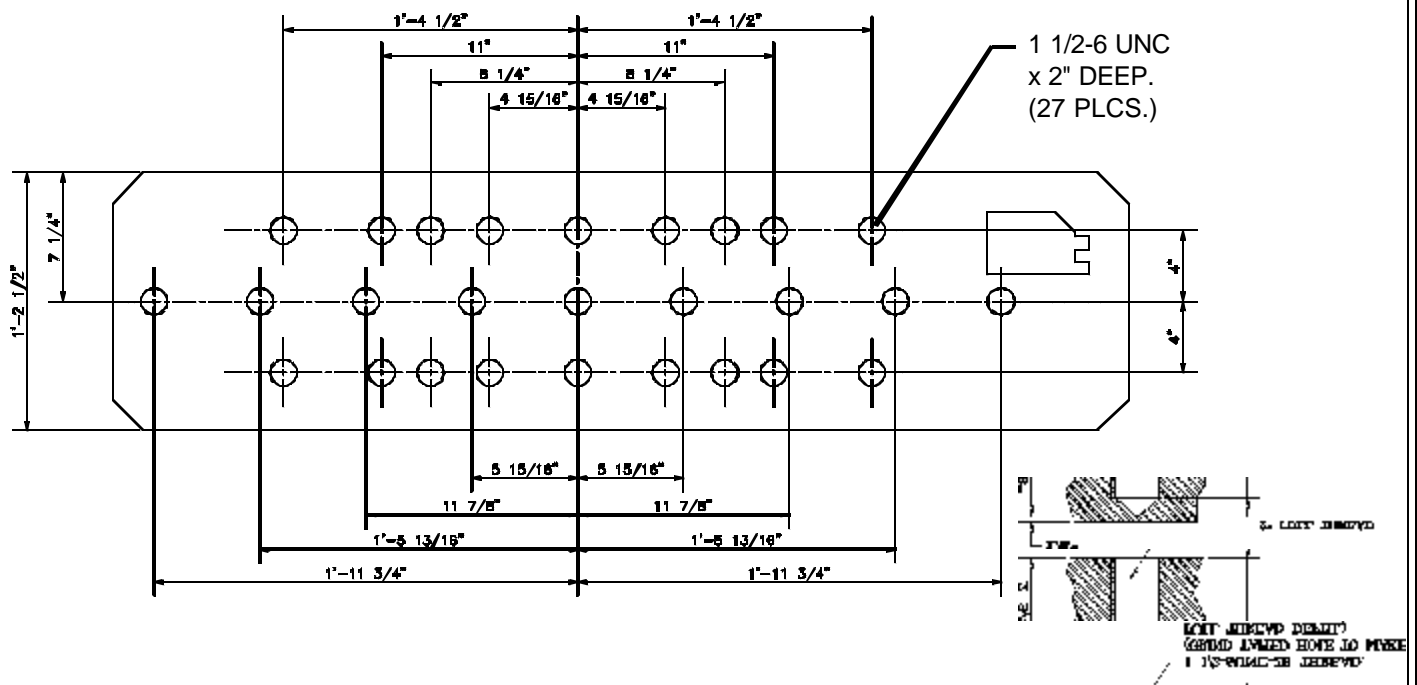 1'-4 1/2" 1'-4 1/2"
11" 11"
8 1/4" 8 1/4"
4 15/16" 4 15/16"
1 1/2-6 UNC
x 2" DEEP.
(27 PLCS.)
7 1/4"
1'-2 1/2"
4"
4"
5 15/16" 5 15/16"
11 7/8" 11 7/8"
1'-5 13/16" 1'-5 13/16"
1'-11 3/4" 1'-11 3/4"